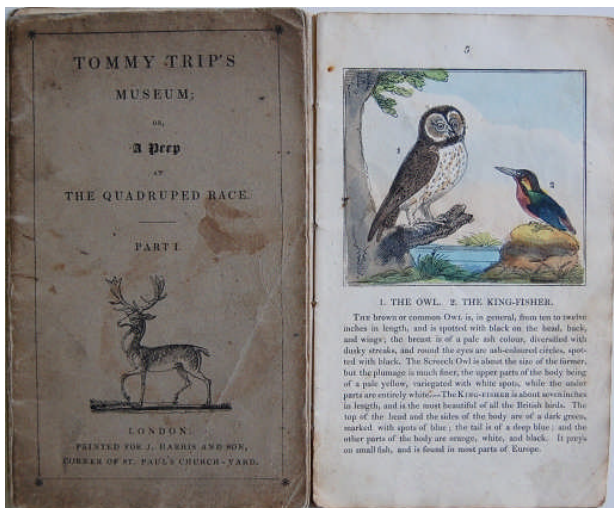 TOMMY TRIP'S
MUSEUM;
OR,
A Peep
AT
THE QUADRUPED RACE.
PART I.
LONDON:
PRINTED FOR J. HARRIS AND SON,
CORNER OF ST. PAUL'S CHURCH-YARD.
5
1
2
1. THE OWL. 2. THE KING-FISHER.
THE brown or common OWL is, in general, from ten to twelve
inches in length, and is spotted with black on the head, back,
and wings; the breast is of a pale ash colour, diversified with
dusky streaks, and round the eyes are ash-coloured circles, spot-
ted with black. The Screech Owl is about the size of the former,
but the plumage is much finer, the upper parts of the body being
of a pale yellow, variegated with white spots, while the under
parts are entirely white.—The KING-FISHER is about seven inches
in length, and is the most beautiful of all the British birds. The
top of the head and the sides of the body are of a dark green,
marked with spots of blue; the tail is of a deep blue; and the
other parts of the body are orange, white, and black. It preys
on small fish, and is found in most parts of Europe.